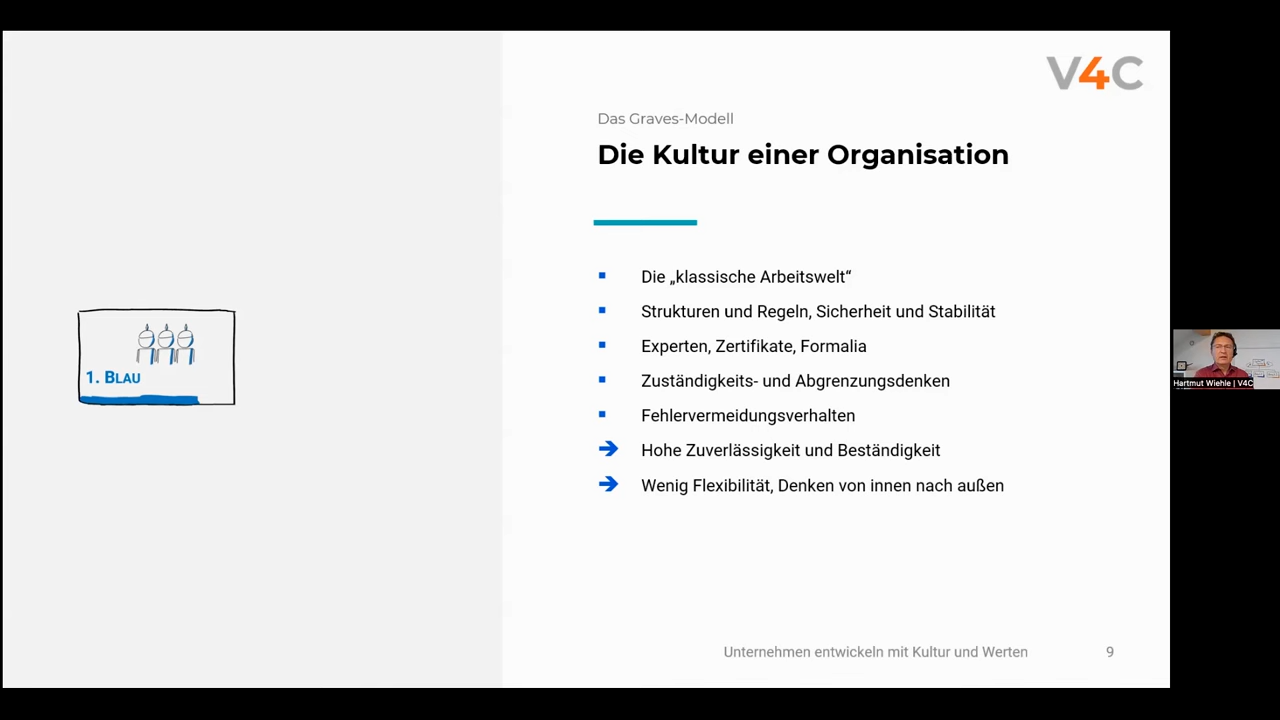 V4C
Das Graves-Modell
Die Kultur einer Organisation
Die „klassische Arbeitswelt“
Strukturen und Regeln, Sicherheit und Stabilität
Experten, Zertifikate, Formalia
Zuständigkeits- und Abgrenzungsdenken
Fehlervermeidungsverhalten
Hohe Zuverlässigkeit und Beständigkeit
Wenig Flexibilität, Denken von innen nach außen
1. BLAU
Hartmut Wiehle | V4C
Unternehmen entwickeln mit Kultur und Werten
9